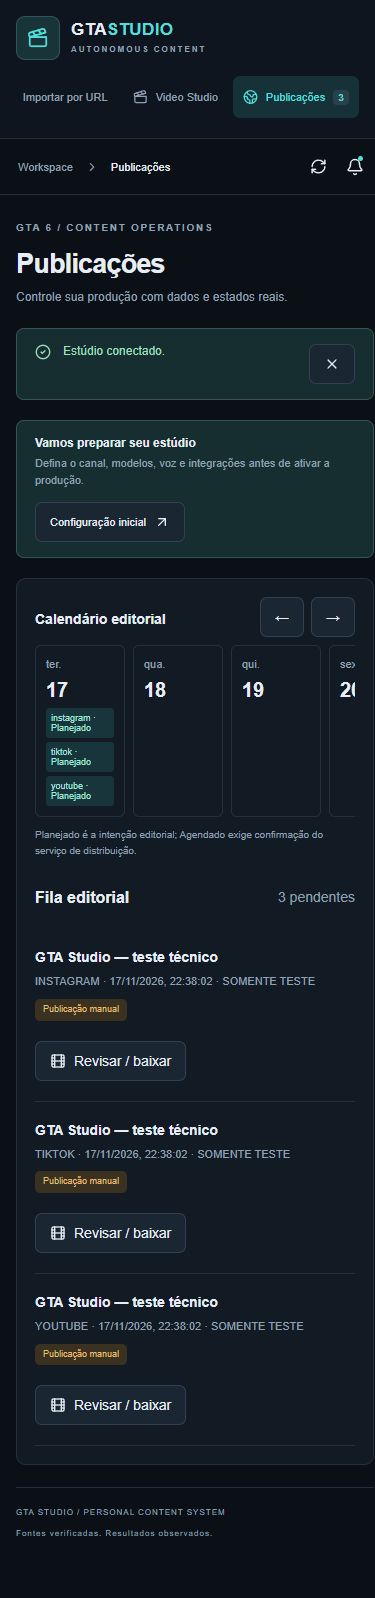 GTASTUDIO
AUTONOMOUS CONTENT
Importar por URL
Video Studio
Publicações 3
Workspace
Publicações
GTA 6 / CONTENT OPERATIONS
Publicações
Controle sua produção com dados e estados reais.
Estúdio conectado.
Vamos preparar seu estúdio
Defina o canal, modelos, voz e integrações antes de ativar a
produção.
Configuração inicial
Calendário editorial
← →
ter.
17
instagram ·
Planejado
tiktok ·
Planejado
youtube ·
Planejado
qua.
18
qui.
19
sex
20
Planejado é a intenção editorial; Agendado exige confirmação do
serviço de distribuição.
Fila editorial
3 pendentes
GTA Studio — teste técnico
INSTAGRAM · 17/11/2026, 22:38:02 · SOMENTE TESTE
Publicação manual
Revisar / baixar
GTA Studio — teste técnico
TIKTOK · 17/11/2026, 22:38:02 · SOMENTE TESTE
Publicação manual
Revisar / baixar
GTA Studio — teste técnico
YOUTUBE · 17/11/2026, 22:38:02 · SOMENTE TESTE
Publicação manual
Revisar / baixar
GTA STUDIO / PERSONAL CONTENT SYSTEM
Fontes verificadas. Resultados observados.